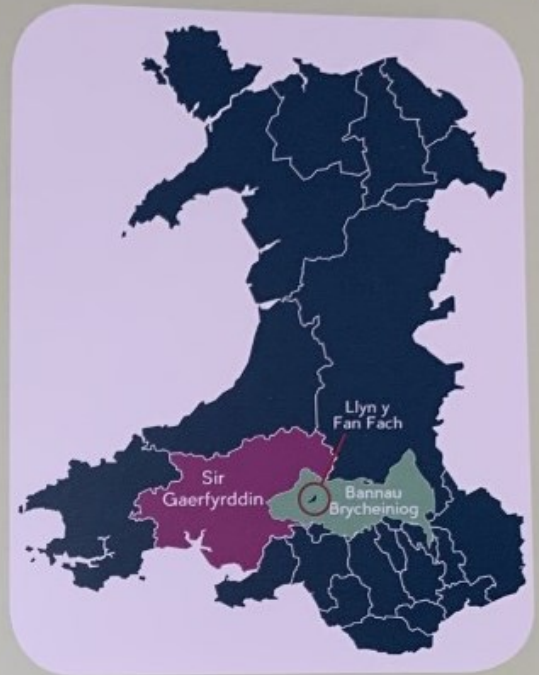 Llyn y
Fan Fach
Sir
Gaerfyrddin
Bannau
Brycheiniog